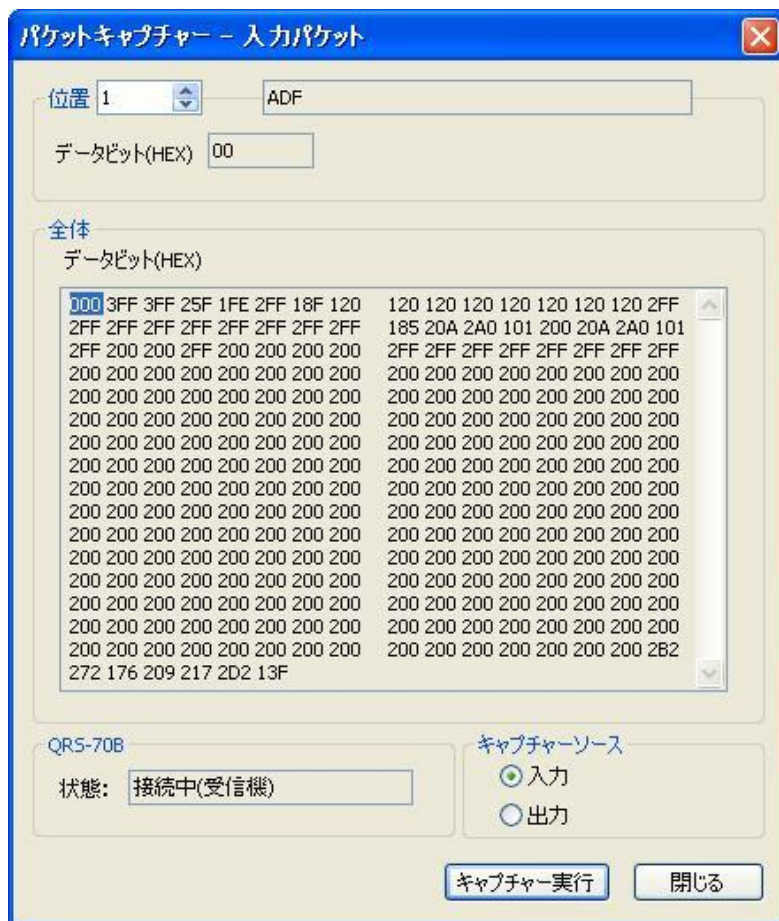 パケットキャプチャー - 入力パケット
位置 1 ADF
データビット(HEX) 00
全体
データビット(HEX)
000 3FF 3FF 25F 1FE 2FF 18F 120 120 120 120 120 120 120 120 2FF
2FF 2FF 2FF 2FF 2FF 2FF 2FF 2FF 185 20A 2A0 101 200 20A 2A0 101
2FF 200 200 2FF 200 200 200 200 2FF 2FF 2FF 2FF 2FF 2FF 2FF 2FF
200 200 200 200 200 200 200 200 200 200 200 200 200 200 200 200
200 200 200 200 200 200 200 200 200 200 200 200 200 200 200 200
200 200 200 200 200 200 200 200 200 200 200 200 200 200 200 200
200 200 200 200 200 200 200 200 200 200 200 200 200 200 200 200
200 200 200 200 200 200 200 200 200 200 200 200 200 200 200 200
200 200 200 200 200 200 200 200 200 200 200 200 200 200 200 200
200 200 200 200 200 200 200 200 200 200 200 200 200 200 200 200
200 200 200 200 200 200 200 200 200 200 200 200 200 200 200 200
200 200 200 200 200 200 200 200 200 200 200 200 200 200 200 200
200 200 200 200 200 200 200 200 200 200 200 200 200 200 200 200
200 200 200 200 200 200 200 200 200 200 200 200 200 200 200 200
200 200 200 200 200 200 200 200 200 200 200 200 200 200 200 200
200 200 200 200 200 200 200 200 200 200 200 200 200 200 200 2B2
272 176 209 217 2D2 13F
QRS-70B
状態: 接続中(受信機)
キャプチャーソース
入力
出力
キャプチャー実行 閉じる